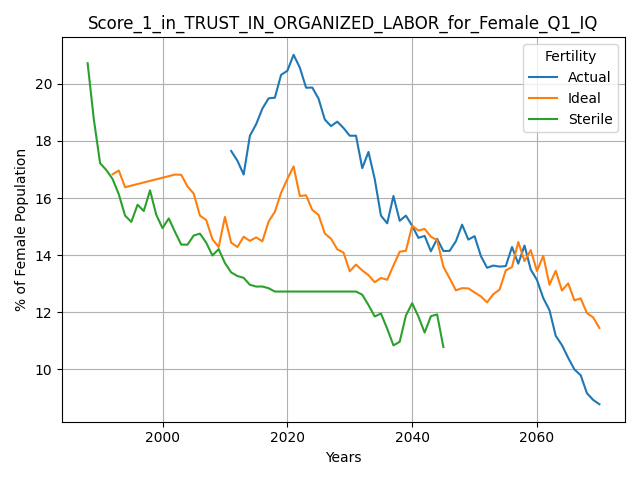 Score_1_in_TRUST_IN_ORGANIZED_LABOR_for_Female_Q1_IQ
Fertility
Actual
Ideal
Sterile
% of Female Population
20
18
16
14
12
10
2000
2020
2040
2060
Years